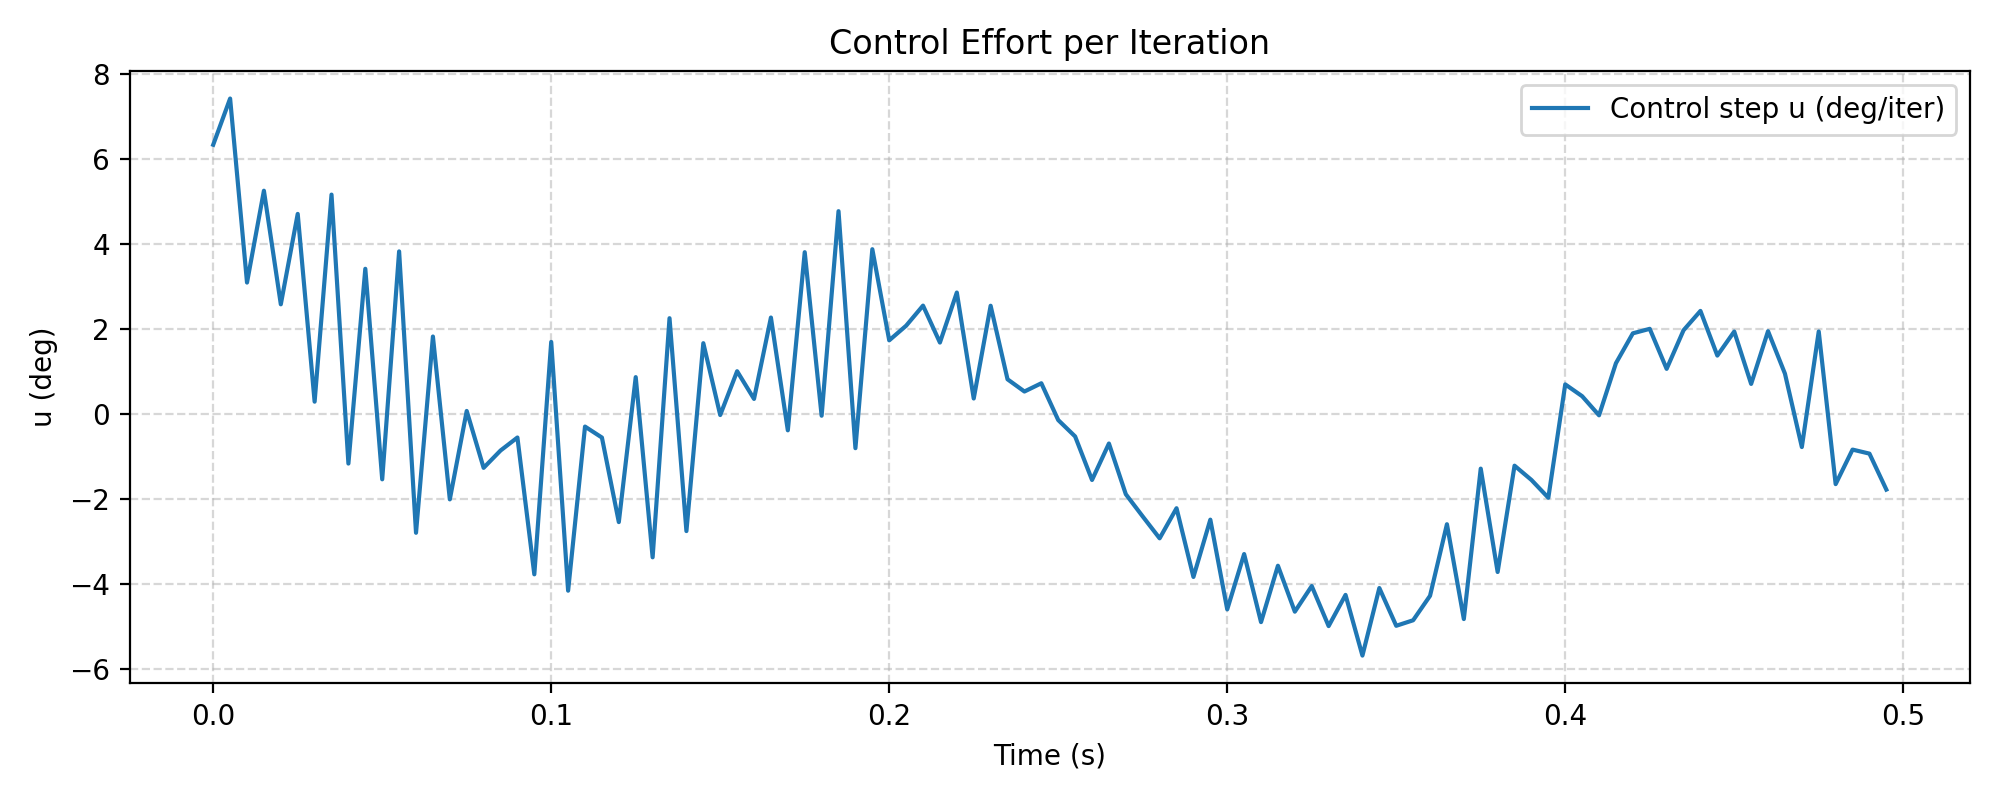 Control Effort per Iteration
Control step u (deg/iter)
u (deg)
8
6
4
2
0
−2
−4
−6
0.0 0.1 0.2 0.3 0.4 0.5
Time (s)